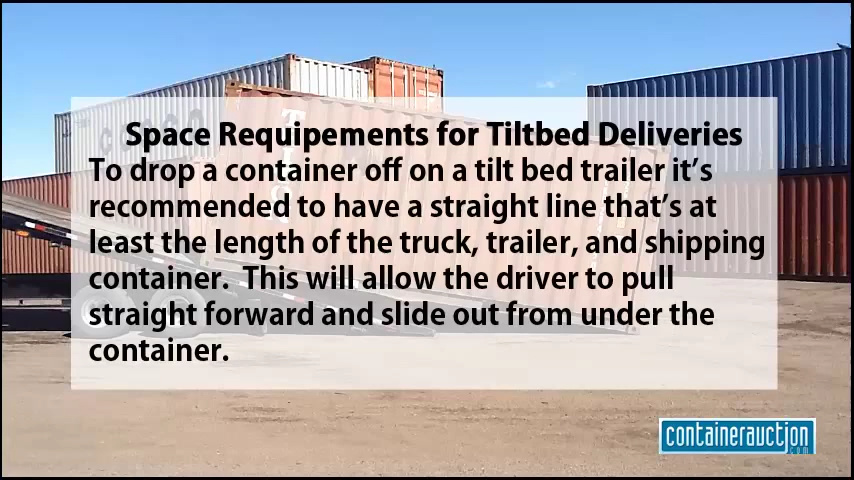 Space Requipements for Tiltbed Deliveries
To drop a container off on a tilt bed trailer it's
recommended to have a straight line that's at
least the length of the truck, trailer, and shipping
container.  This will allow the driver to pull
straight forward and slide out from under the
container.
containerauction
.com